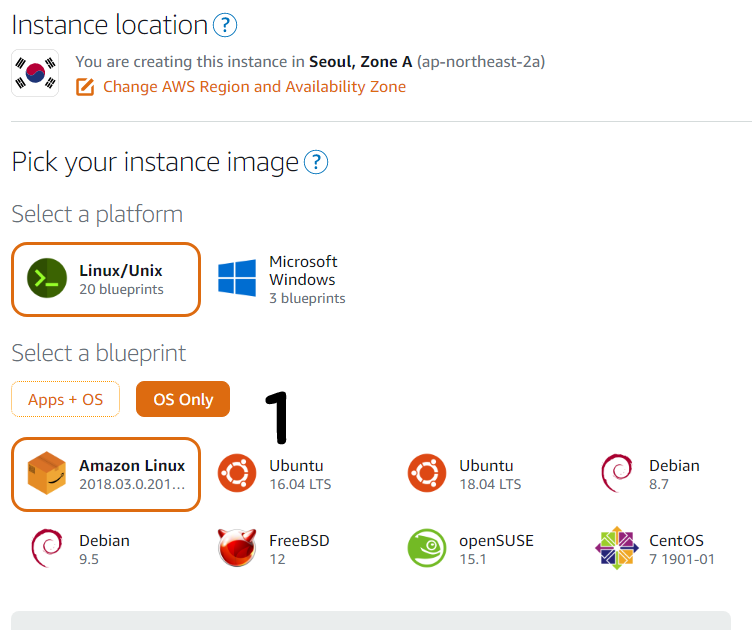 Instance location ?
You are creating this instance in Seoul, Zone A (ap-northeast-2a)
Change AWS Region and Availability Zone
Pick your instance image ?
Select a platform
Linux/Unix
20 blueprints
Microsoft
Windows
3 blueprints
Select a blueprint
Apps + OS
OS Only
1
Amazon Linux
2018.03.0.201...
Ubuntu
16.04 LTS
Ubuntu
18.04 LTS
Debian
8.7
Debian
9.5
FreeBSD
12
openSUSE
15.1
CentOS
7 1901-01